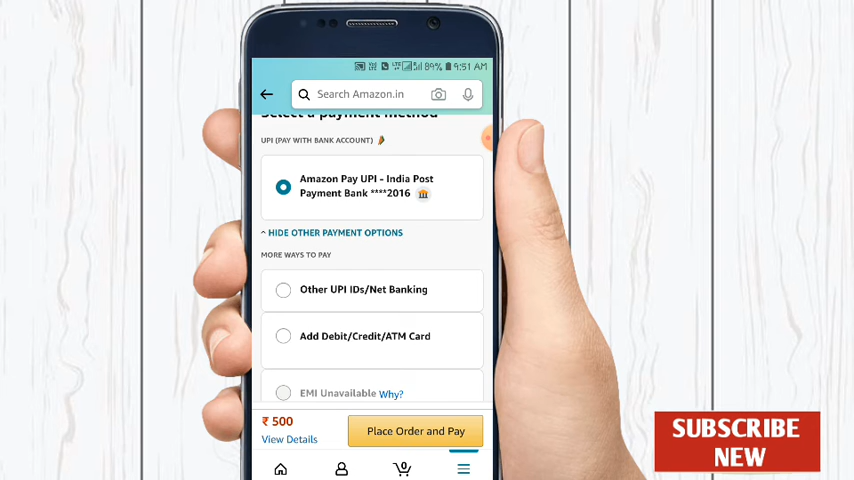 89% 9:51 AM
Search Amazon.in
Select a payment method
UPI (PAY WITH BANK ACCOUNT)
Amazon Pay UPI - India Post
Payment Bank ****2016
HIDE OTHER PAYMENT OPTIONS
MORE WAYS TO PAY
Other UPI IDs/Net Banking
Add Debit/Credit/ATM Card
EMI Unavailable Why?
₹ 500
View Details
Place Order and Pay
0
SUBSCRIBE
NEW